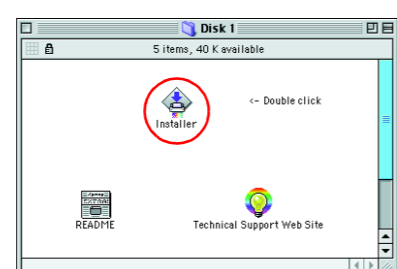 Disk 1
5 items, 40 K available
<- Double click
Installer
README
Technical Support Web Site